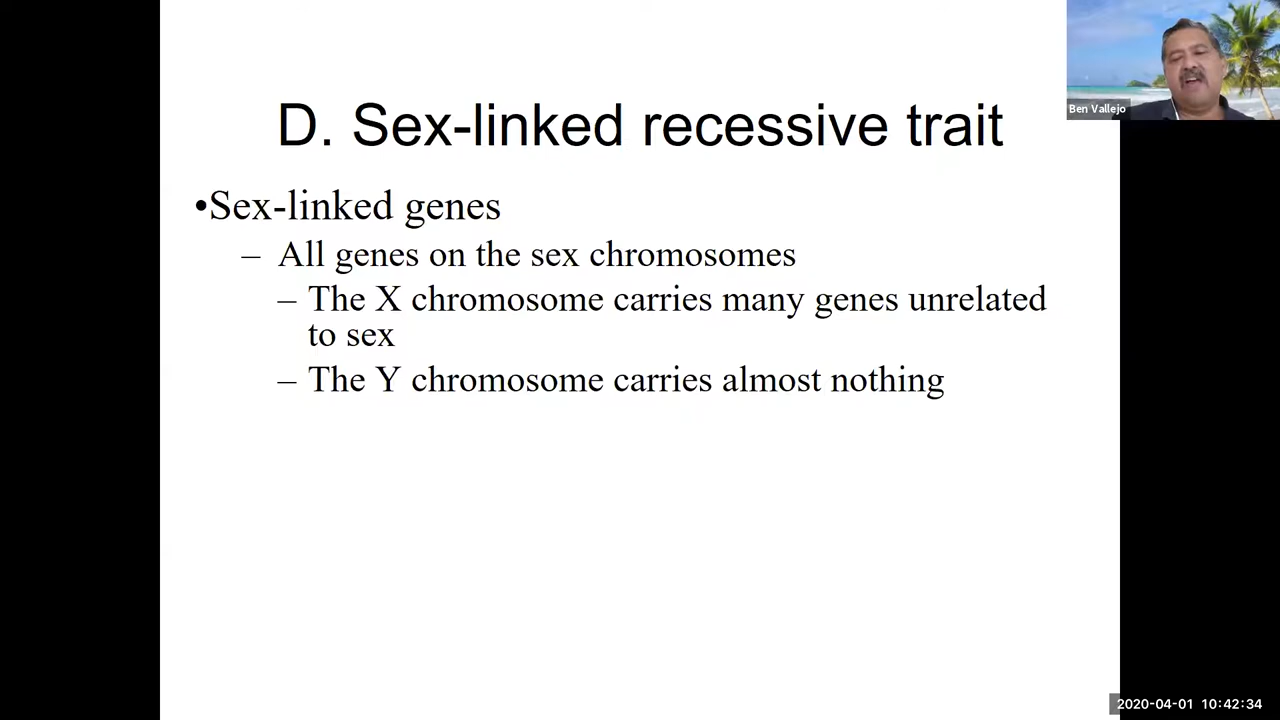 D. Sex-linked recessive trait
•Sex-linked genes
– All genes on the sex chromosomes
– The X chromosome carries many genes unrelated
to sex
– The Y chromosome carries almost nothing
Ben Vallejo
2020-04-01 10:42:34